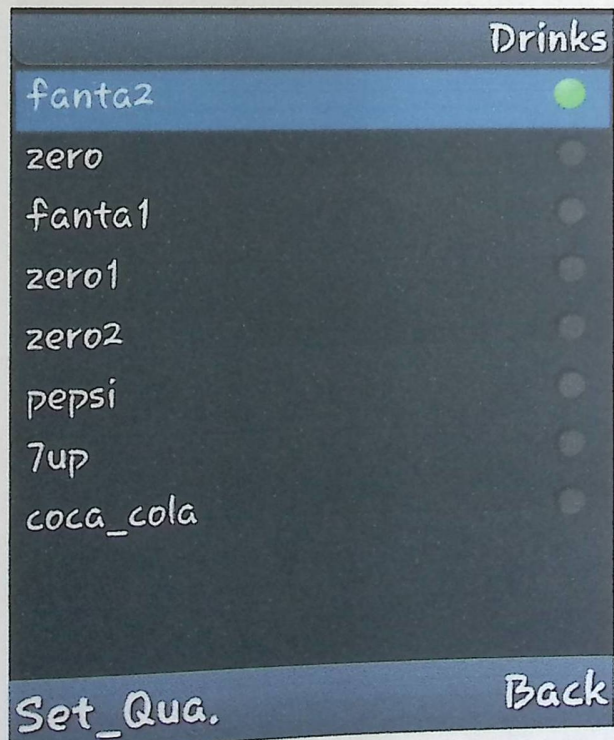 Drinks
fanta2
zero
fanta1
zero1
zero2
pepsi
7up
coca_cola
Set_Qua. Back